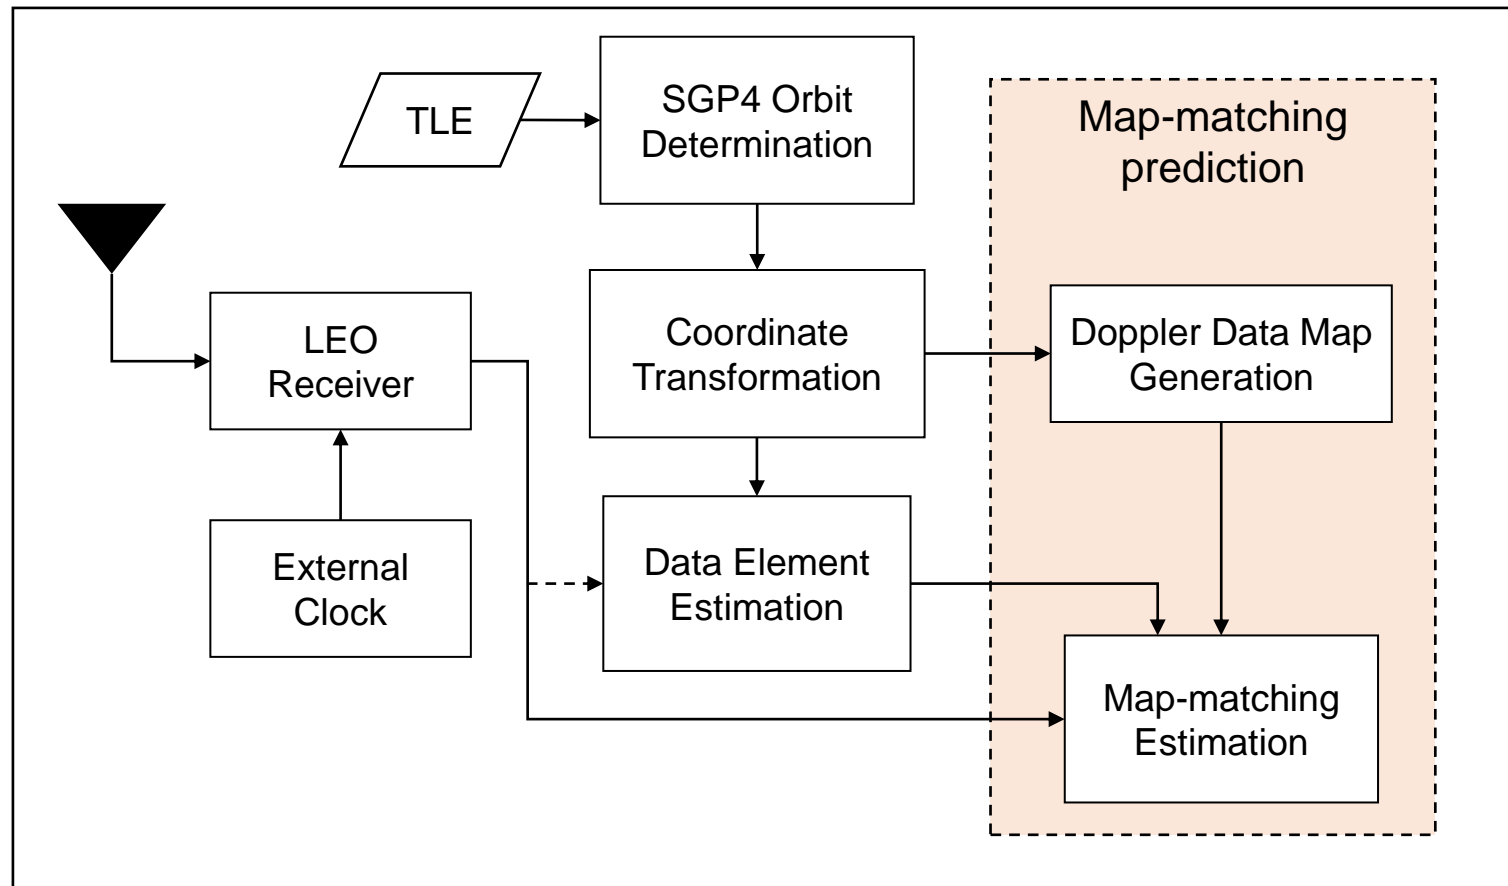 TLE
SGP4 Orbit
Determination
Map-matching
prediction
LEO
Receiver
Coordinate
Transformation
Doppler Data Map
Generation
External
Clock
Data Element
Estimation
Map-matching
Estimation